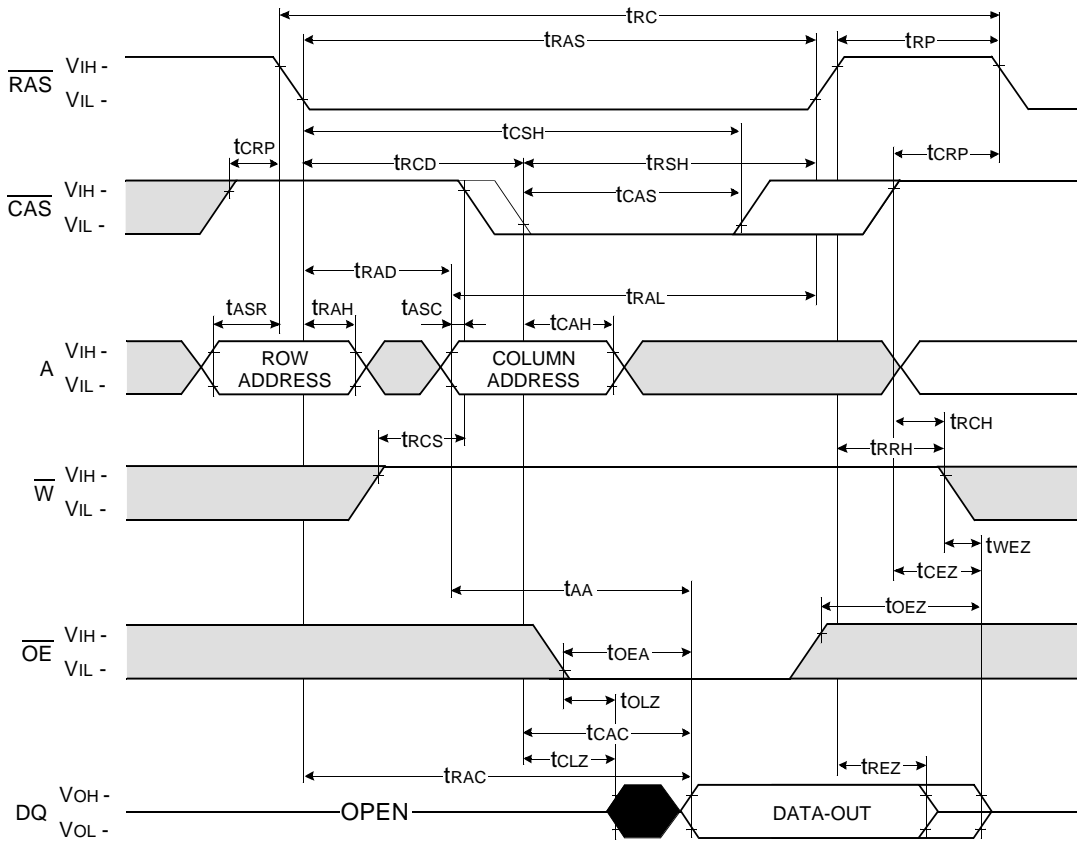 tRC
tRAS
tRP
RAS
VIH -
VIL -
tCSH
tCRP
tRCD
tRSH
tCRP
CAS
VIH -
VIL -
tCAS
tRAD
tRAL
tASR
tRAH
tASC
tCAH
A
VIH -
VIL -
ROW
ADDRESS
COLUMN
ADDRESS
tRCS
tRCH
tRRH
W
VIH -
VIL -
tWEZ
tCEZ
tAA
tOEZ
OE
VIH -
VIL -
tOEA
tOLZ
tCAC
tCLZ
tREZ
tRAC
DQ
VOH -
VOL -
OPEN
DATA-OUT